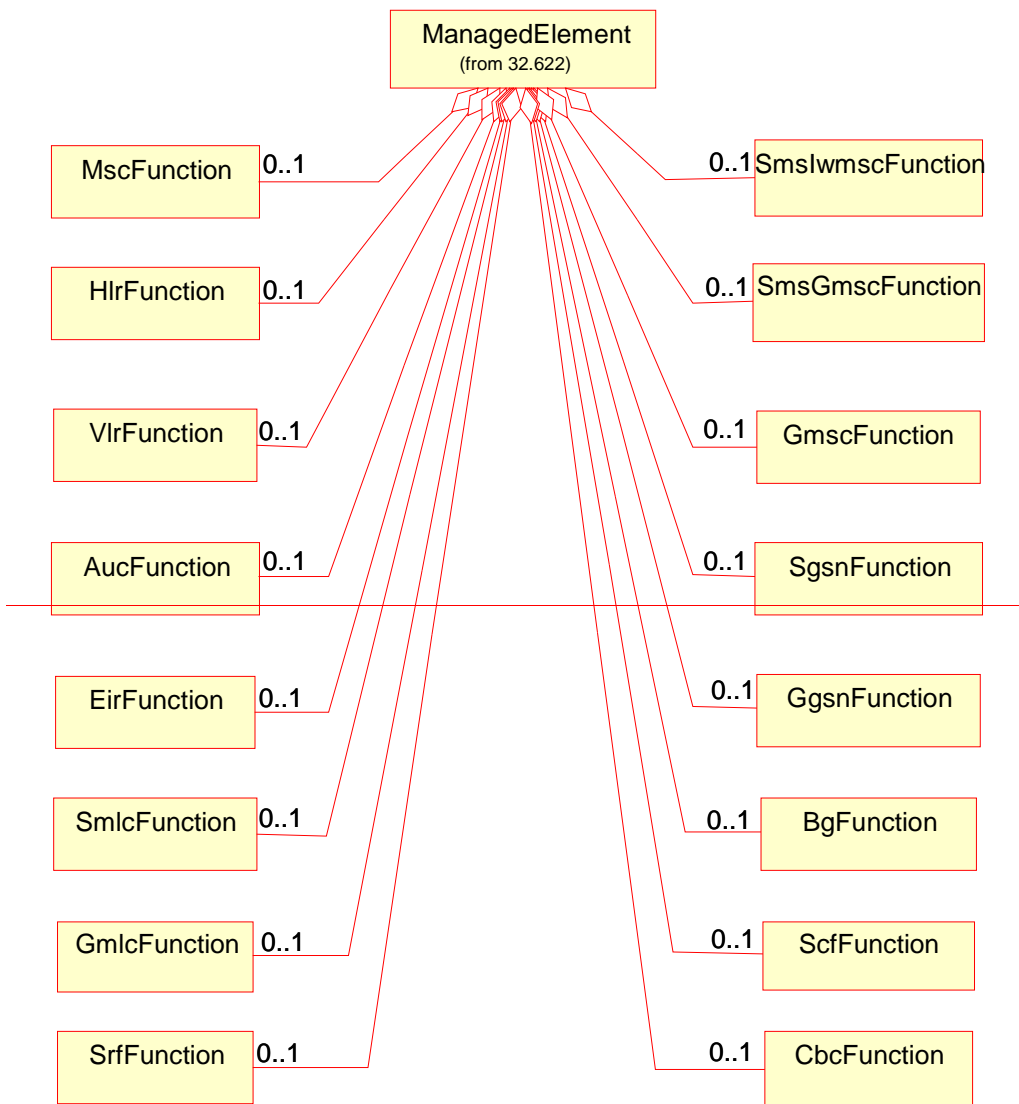 ManagedElement
(from 32.622)
MscFunction 0..1
0..1 SmsIwmscFunction
HlrFunction 0..1
0..1 SmsGmscFunction
VlrFunction 0..1
0..1 GmscFunction
AucFunction 0..1
0..1 SgsnFunction
EirFunction 0..1
0..1 GgsnFunction
SmlcFunction 0..1
0..1 BgFunction
GmlcFunction 0..1
0..1 ScfFunction
SrfFunction 0..1
0..1 CbcFunction